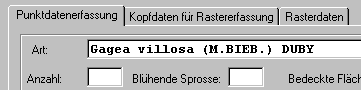 Punktdatenerfassung Kopfdaten für Rastererfassung Rasterdaten
Art: Gagea villosa (M.BIEB.) DUBY
Anzahl: Blühende Sprosse: Bedeckte Fläch